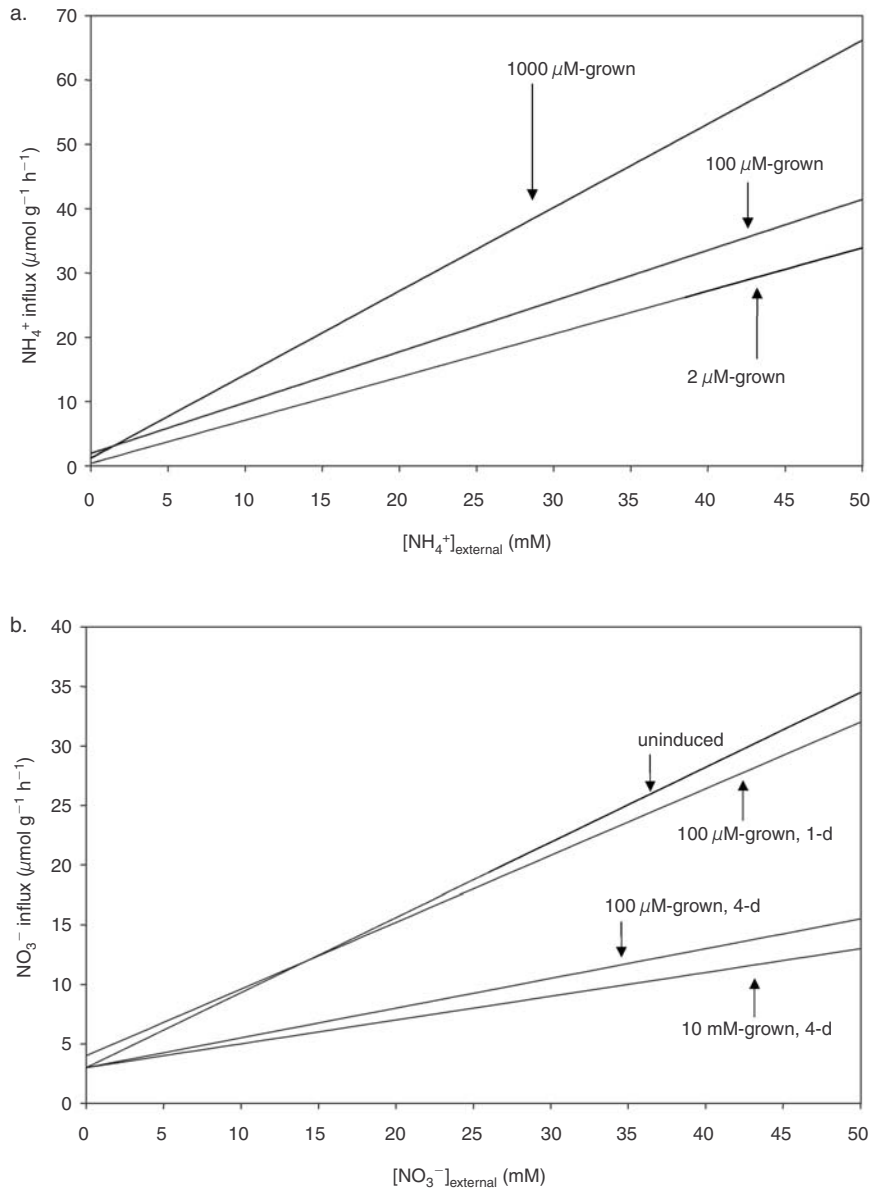 a.
70
60
50
40
30
20
10
0
NH₄⁺ influx (µmol g⁻¹ h⁻¹)
1000 µM-grown
100 µM-grown
2 µM-grown
0 5 10 15 20 25 30 35 40 45 50
[NH₄⁺]external (mM)
b.
40
35
30
25
20
15
10
5
0
NO₃⁻ influx (µmol g⁻¹ h⁻¹)
uninduced
100 µM-grown, 1-d
100 µM-grown, 4-d
10 mM-grown, 4-d
0 5 10 15 20 25 30 35 40 45 50
[NO₃⁻]external (mM)